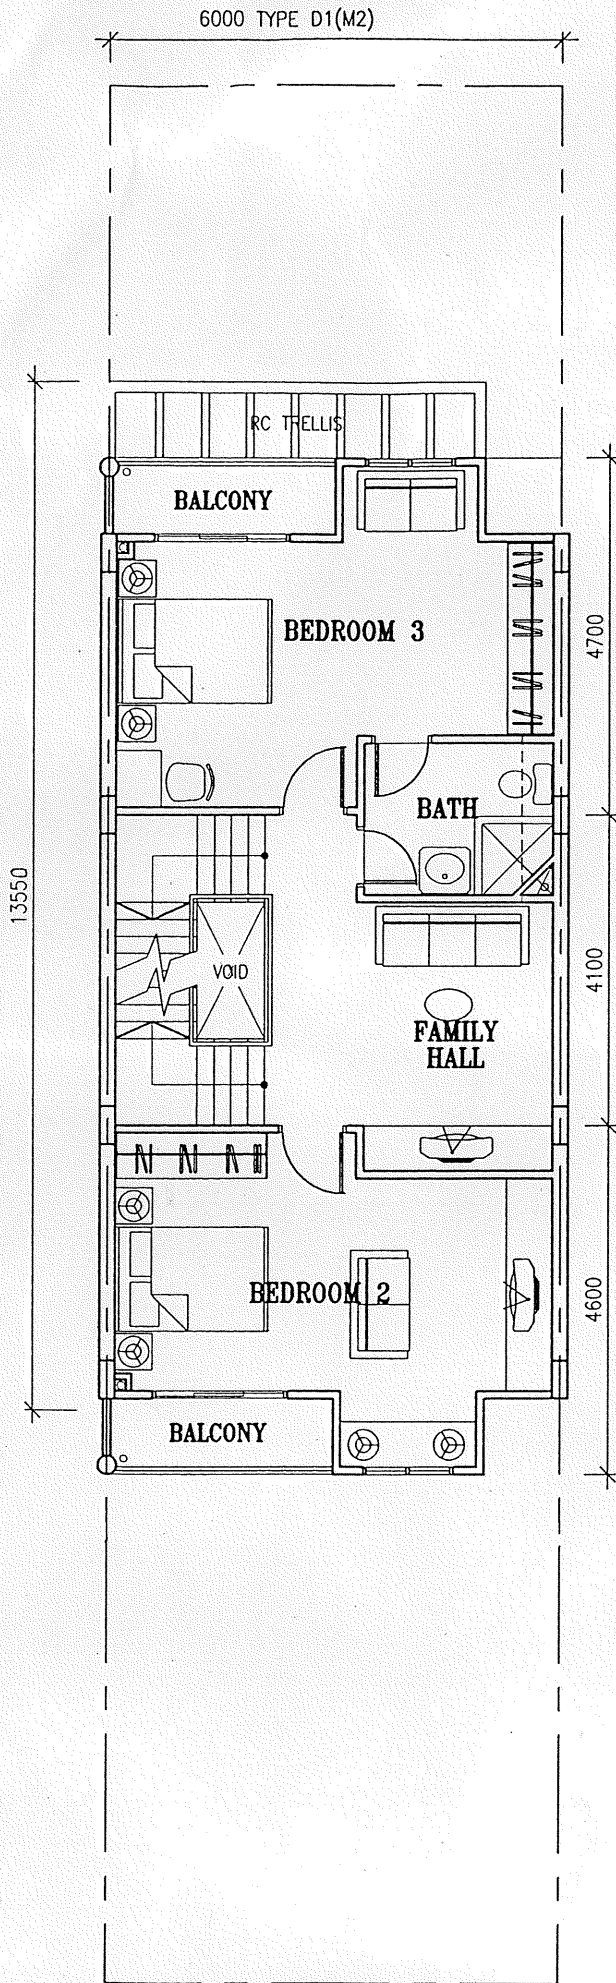 6000 TYPE D1(M2)
RC TRELLIS
BALCONY
BEDROOM 3
4700
BATH
13550
VOID
4100
FAMILY
HALL
BEDROOM 2
4600
BALCONY